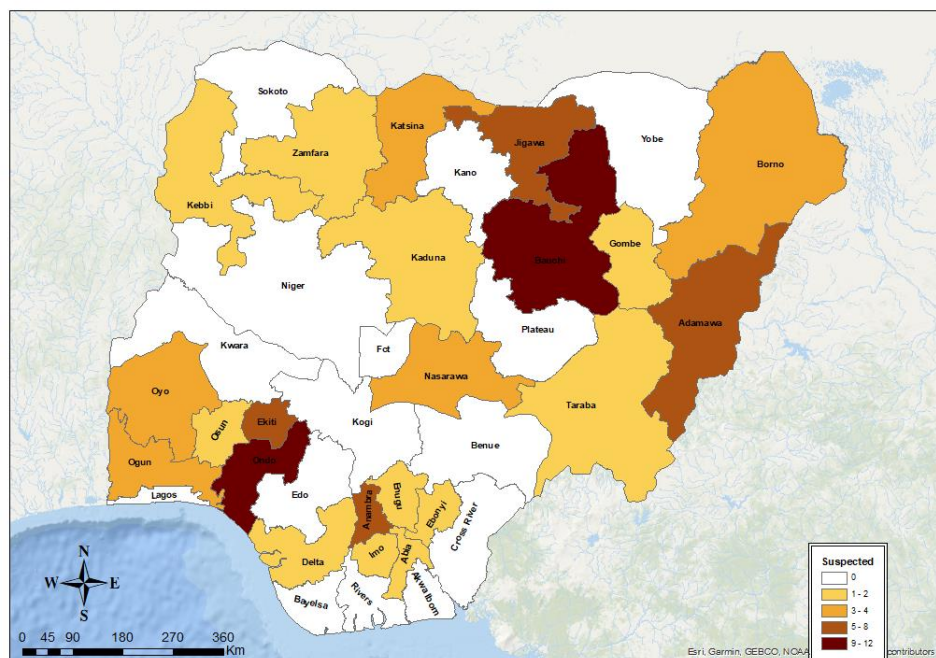 Sokoto
Katsina
Zamfara
Jigawa
Yobe
Borno
Kano
Kebbi
Gombe
Kaduna
Bauchi
Niger
Adamawa
Plateau
Fct
Kwara
Nasarawa
Oyo
Taraba
Kogi
Ekiti
Osun
Benue
Ondo
Ogun
Edo
Enugu
Lagos
Anambra
Ebonyi
Cross River
Imo
Abia
Delta
Rivers
AkwaIbom
Bayelsa
N
W E
S
0 45 90 180 270 360
Km
Suspected
0
1 - 2
3 - 4
5 - 8
9 - 12
Esri, Garmin, GEBCO, NOAA
contributors